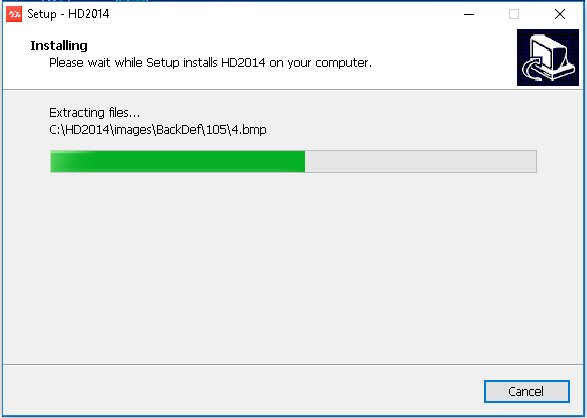 Setup - HD2014
Installing
Please wait while Setup installs HD2014 on your computer.
Extracting files...
C:\HD2014\images\BackDef\105\4.bmp
Cancel